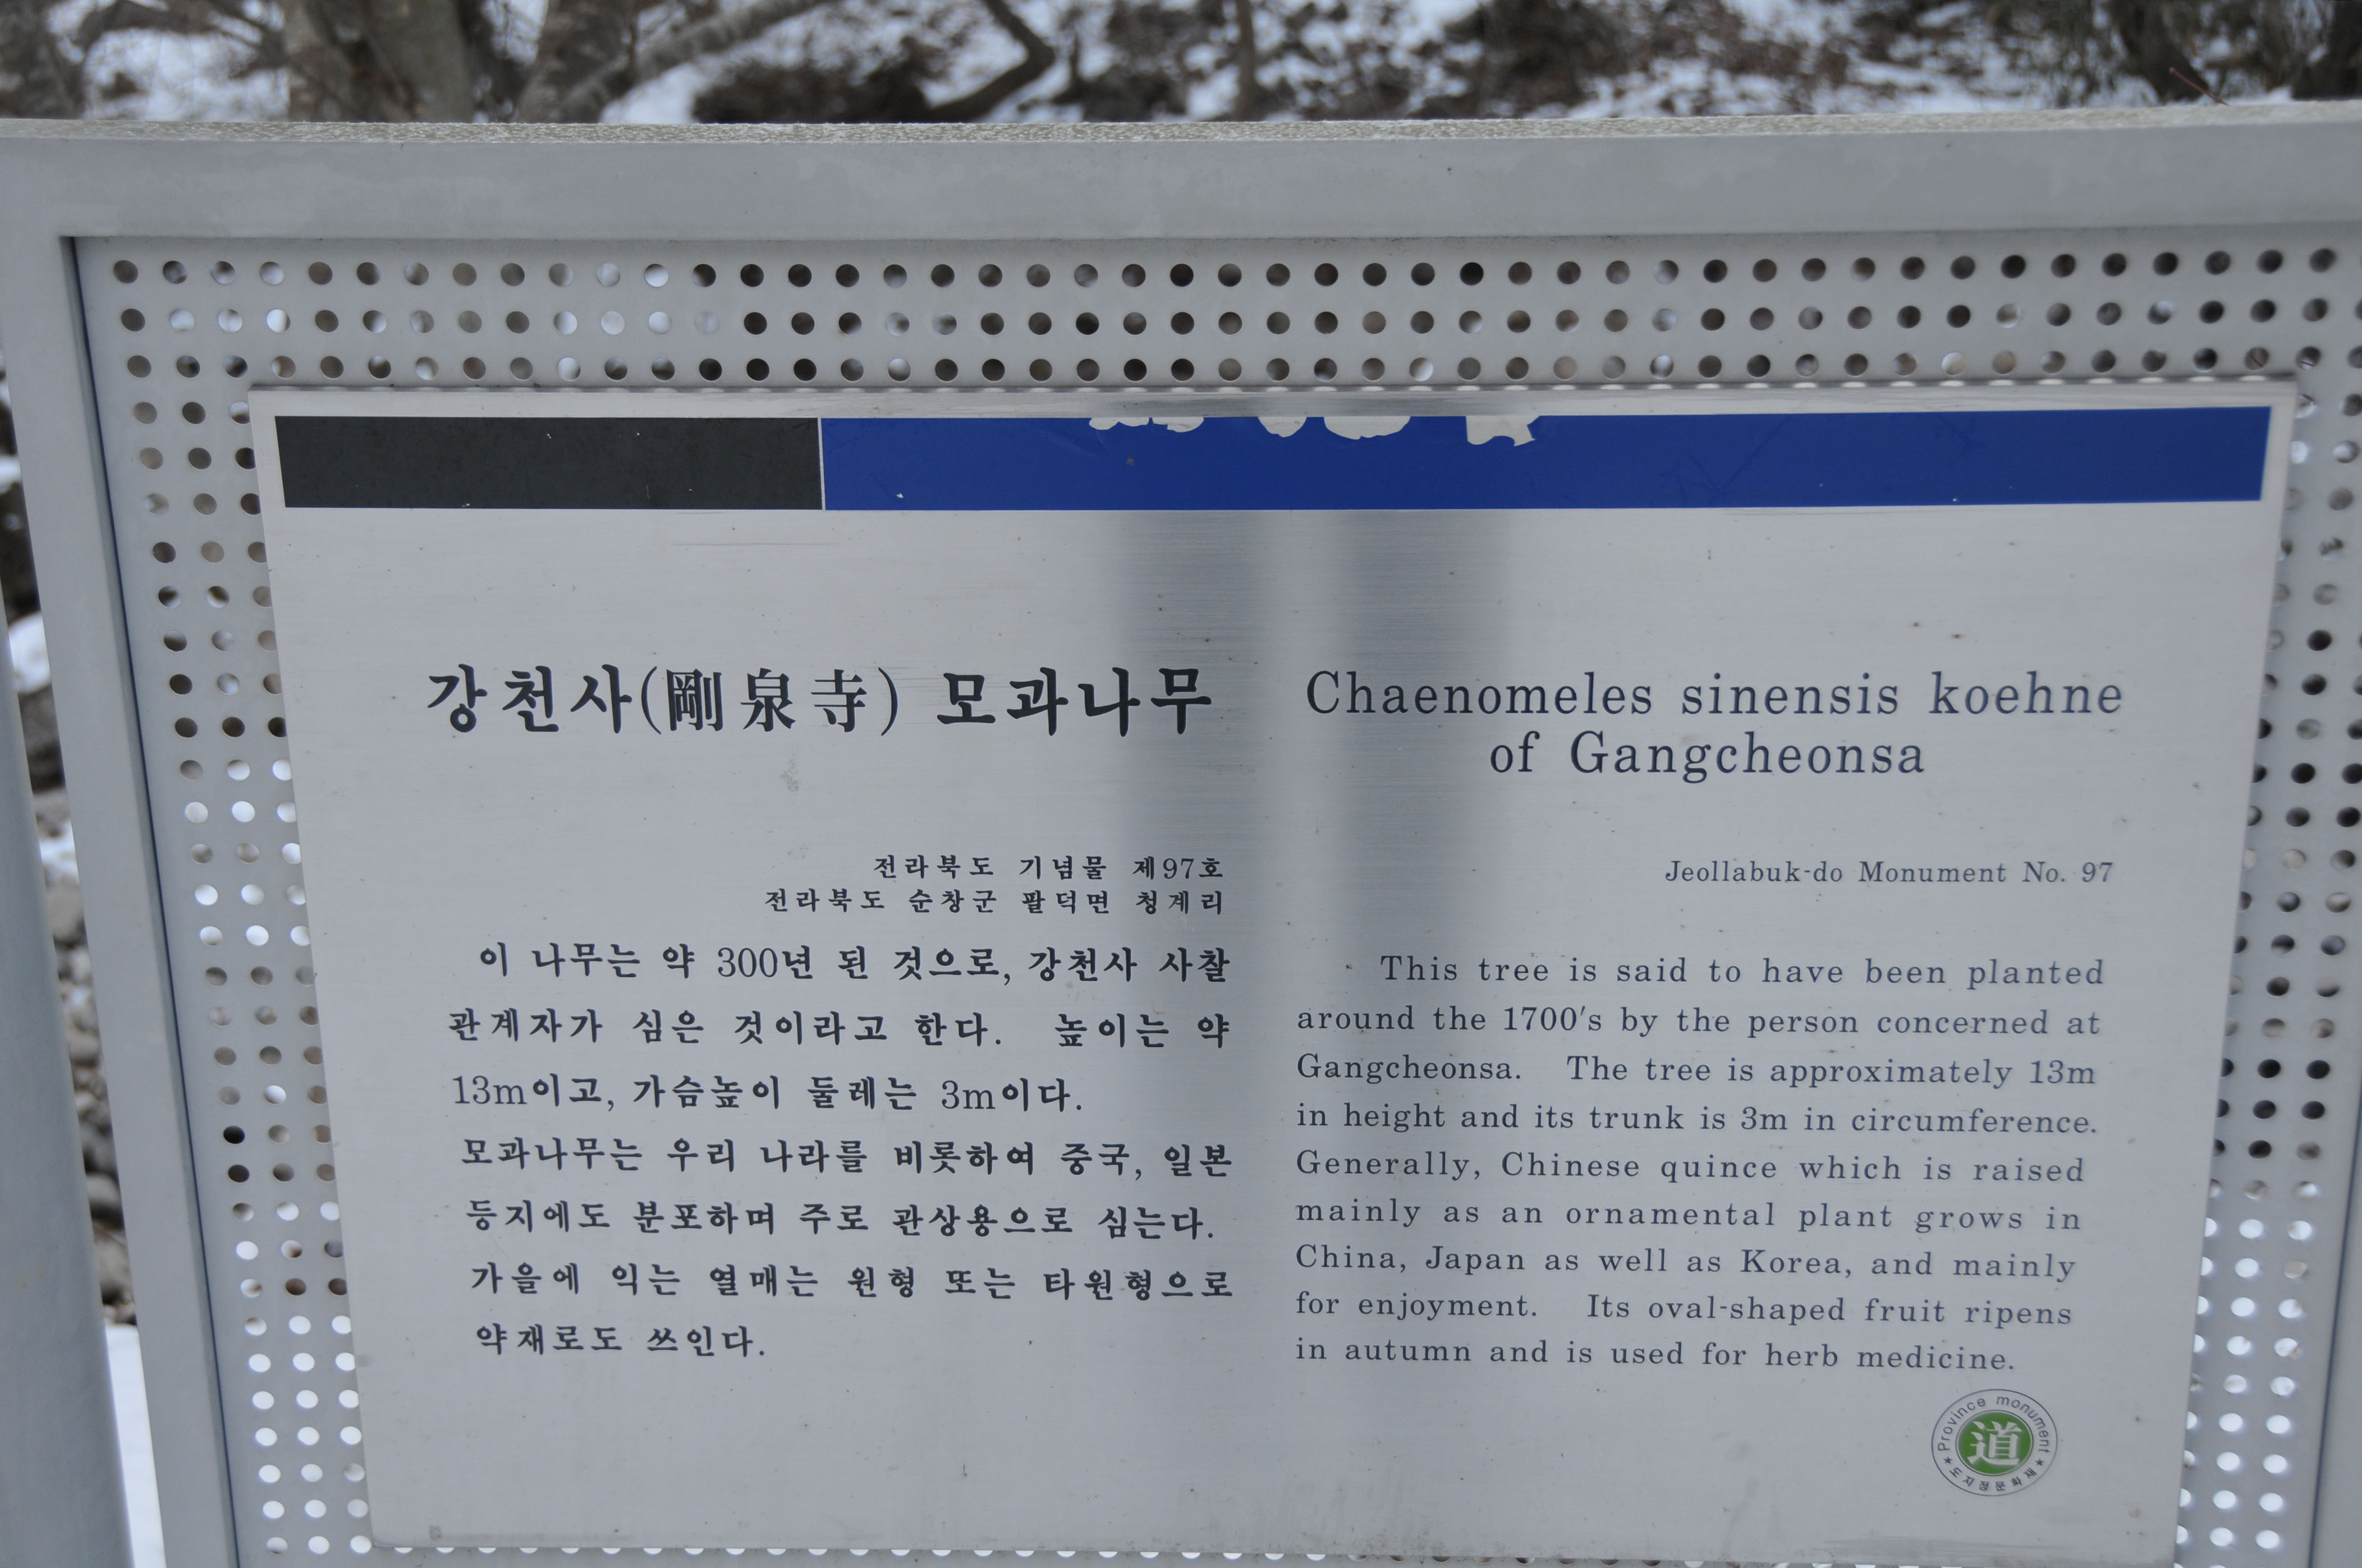 강천사(剛泉寺) 모과나무
전라북도 기념물 제97호
전라북도 순창군 팔덕면 청계리
이 나무는 약 300년 된 것으로, 강천사 사찰
관계자가 심은 것이라고 한다. 높이는 약
13m이고, 가슴높이 둘레는 3m이다.
모과나무는 우리 나라를 비롯하여 중국, 일본
등지에도 분포하며 주로 관상용으로 심는다.
가을에 익는 열매는 원형 또는 타원형으로
약재로도 쓰인다.
Chaenomeles sinensis koehne
of Gangcheonsa
Jeollabuk-do Monument No. 97
This tree is said to have been planted
around the 1700's by the person concerned at
Gangcheonsa. The tree is approximately 13m
in height and its trunk is 3m in circumference.
Generally, Chinese quince which is raised
mainly as an ornamental plant grows in
China, Japan as well as Korea, and mainly
for enjoyment. Its oval-shaped fruit ripens
in autumn and is used for herb medicine.
Province monument
道
도지정문화재